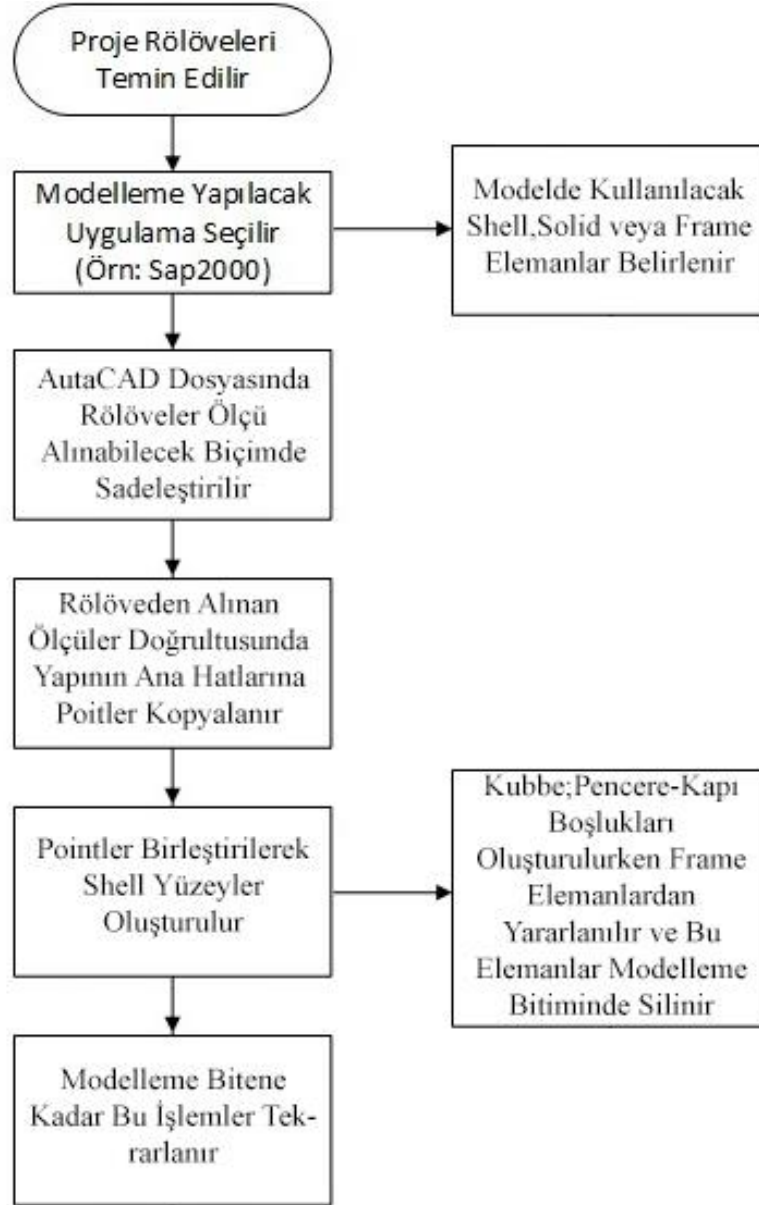 Proje Rölöveleri
Temin Edilir
Modelleme Yapılacak
Uygulama Seçilir
(Örn: Sap2000)
Modelde Kullanılacak
Shell,Solid veya Frame
Elemanlar Belirlenir
AutaCAD Dosyasında
Rölöveler Ölçü
Alınabilecek Biçimde
Sadeleştirilir
Rölöveden Alınan
Ölçüler Doğrultusunda
Yapının Ana Hatlarına
Poitler Kopyalanır
Pointler Birleştirilerek
Shell Yüzeyler
Oluşturulur
Kubbe;Pencere-Kapı
Boşlukları
Oluşturulurken Frame
Elemanlardan
Yararlanılır ve Bu
Elemanlar Modelleme
Bitiminde Silinir
Modelleme Bitene
Kadar Bu İşlemler Tek-
rarlanır